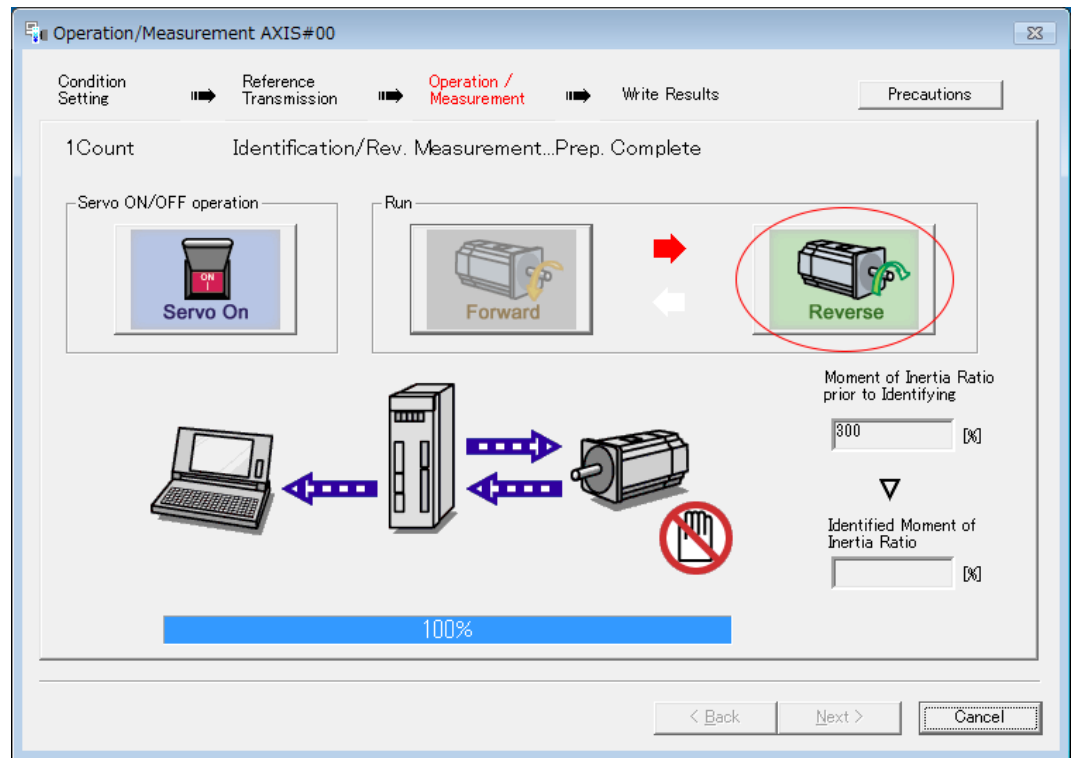 Operation/Measurement AXIS#00
Condition Setting
Reference Transmission
Operation / Measurement
Write Results
Precautions
1Count Identification/Rev. Measurement...Prep. Complete
Servo ON/OFF operation
Run
ON
I
Servo On
Forward
Reverse
Moment of Inertia Ratio
prior to Identifying
300 [%]
Identified Moment of
Inertia Ratio
[%]
100%
< Back
Next >
Cancel